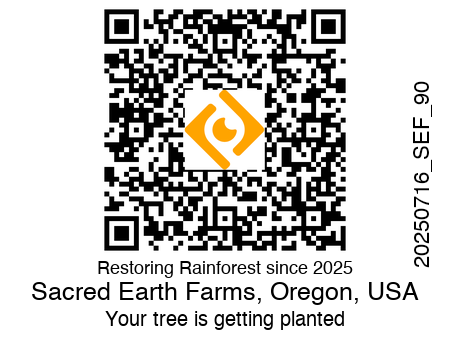 Restoring Rainforest since 2025
Sacred Earth Farms, Oregon, USA
Your tree is getting planted
20250716_SEF_90